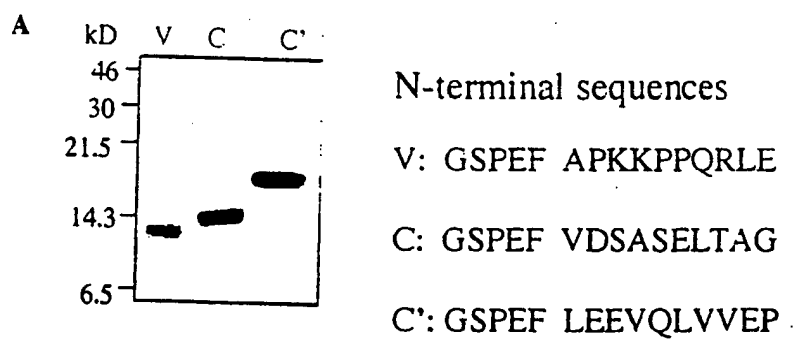 A
kD V C C'
46
30
21.5
14.3
6.5
N-terminal sequences
V: GSPEF APKKPPQRLE
C: GSPEF VDSASELTAG
C': GSPEF LEEVQLVVEP